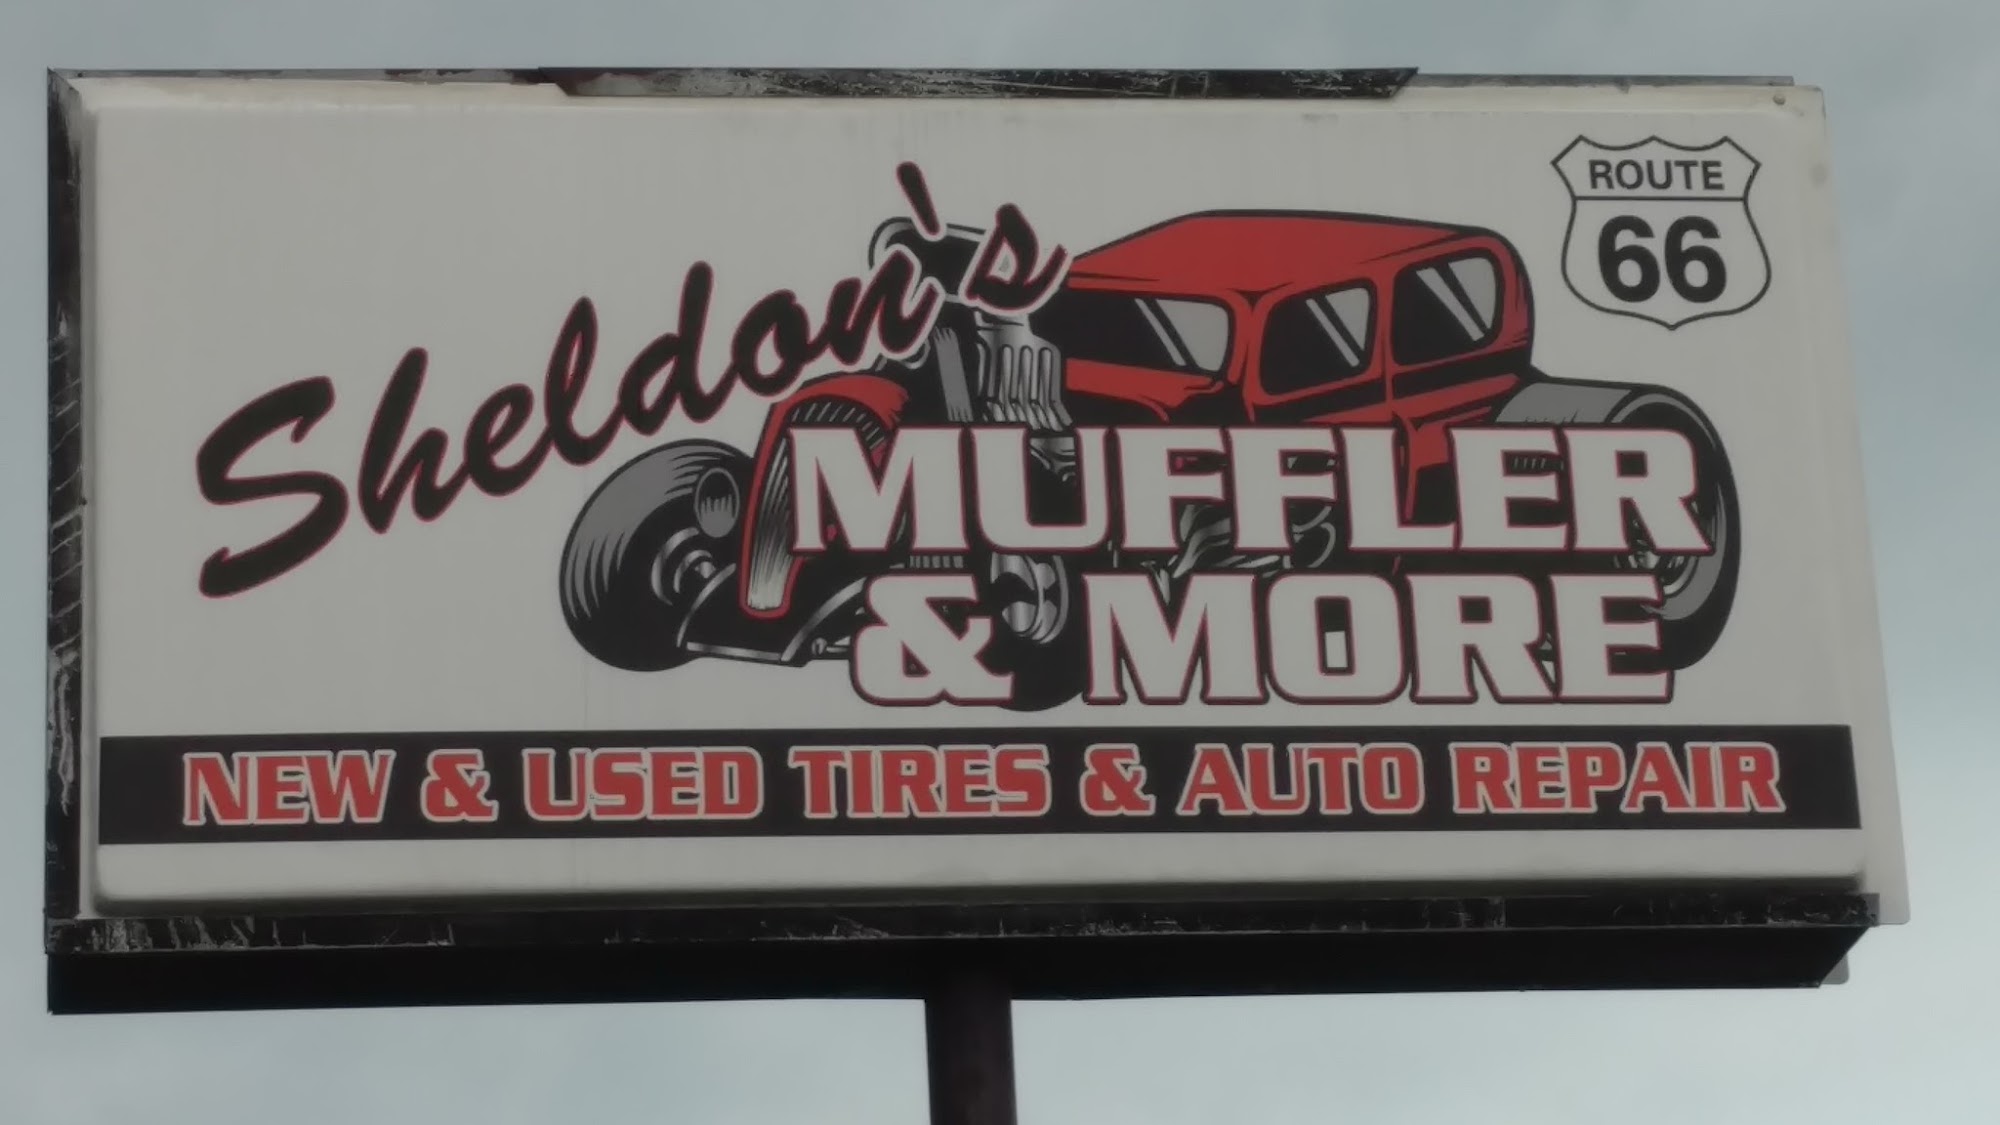 Sheldon's
ROUTE
66
MUFFLER
& MORE
NEW & USED TIRES & AUTO REPAIR